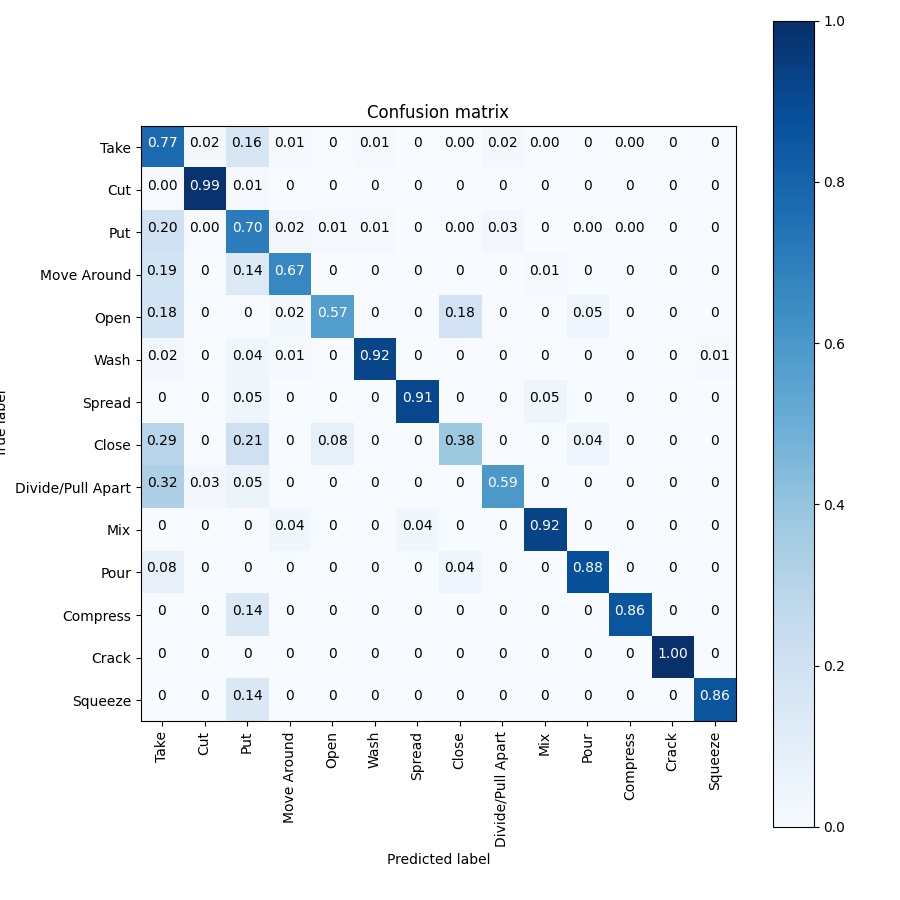 Confusion matrix
Take 0.77 0.02 0.16 0.01 0 0.01 0 0.00 0.02 0.00 0 0.00 0 0
Cut 0.00 0.99 0.01 0 0 0 0 0 0 0 0 0 0 0
Put 0.20 0.00 0.70 0.02 0.01 0.01 0 0.00 0.03 0 0.00 0.00 0 0
Move Around 0.19 0 0.14 0.67 0 0 0 0 0 0.01 0 0 0 0
Open 0.18 0 0 0.02 0.57 0 0 0.18 0 0 0.05 0 0 0
Wash 0.02 0 0.04 0.01 0 0.92 0 0 0 0 0 0 0 0.01
Spread 0 0 0.05 0 0 0 0.91 0 0 0.05 0 0 0 0
Close 0.29 0 0.21 0 0.08 0 0 0.38 0 0 0.04 0 0 0
Divide/Pull Apart 0.32 0.03 0.05 0 0 0 0 0 0.59 0 0 0 0 0
Mix 0 0 0 0.04 0 0 0.04 0 0 0.92 0 0 0 0
Pour 0.08 0 0 0 0 0 0 0.04 0 0 0.88 0 0 0
Compress 0 0 0.14 0 0 0 0 0 0 0 0 0.86 0 0
Crack 0 0 0 0 0 0 0 0 0 0 0 0 1.00 0
Squeeze 0 0 0.14 0 0 0 0 0 0 0 0 0 0 0.86
Take Cut Put Move Around Open Wash Spread Close Divide/Pull Apart Mix Pour Compress Crack Squeeze
Predicted label
1.0
0.8
0.6
0.4
0.2
0.0